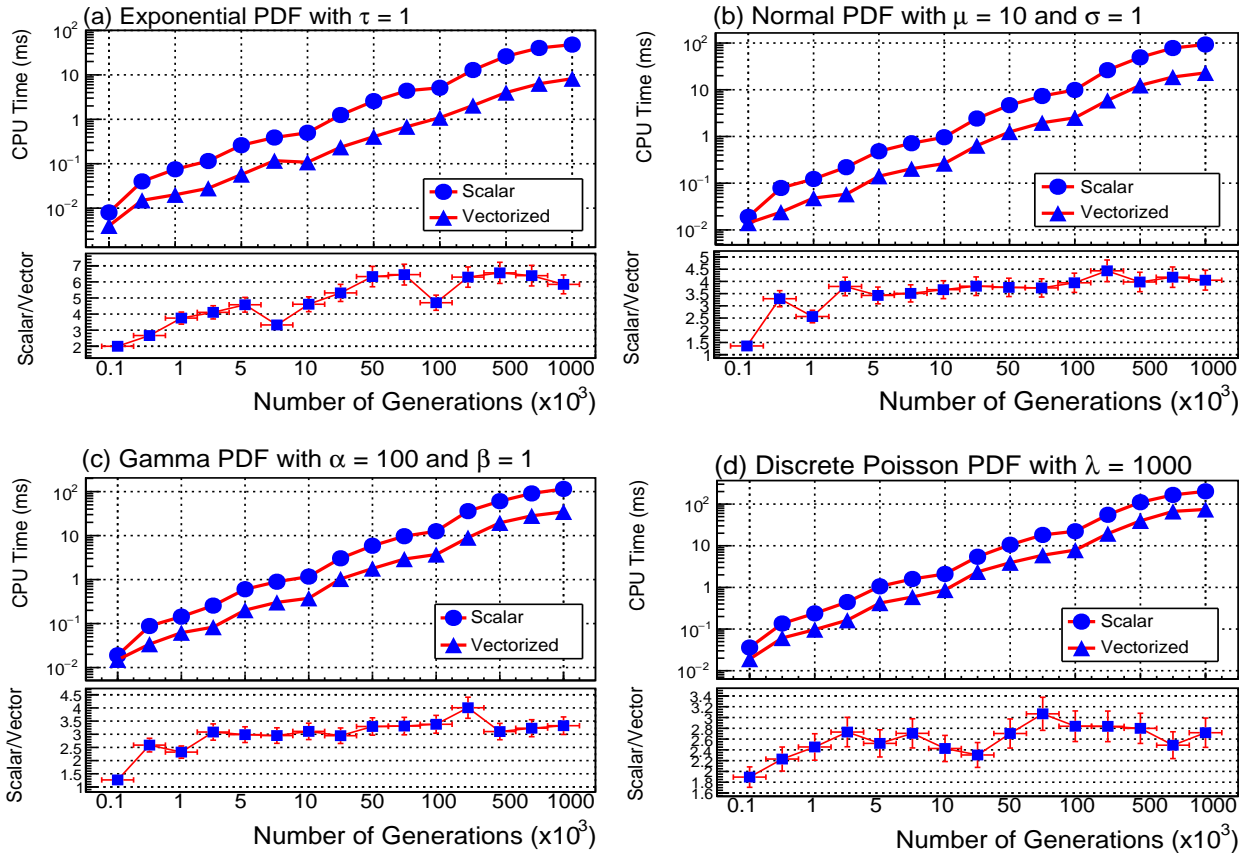 (a) Exponential PDF with τ = 1
CPU Time (ms)
10²
10
1
10⁻¹
10⁻²
Scalar
Vectorized
Scalar/Vector
7
6
5
4
3
2
0.1 1 5 10 50 100 500 1000
Number of Generations (x10³)
(b) Normal PDF with μ = 10 and σ = 1
CPU Time (ms)
10²
10
1
10⁻¹
10⁻²
Scalar
Vectorized
Scalar/Vector
5
4.5
4
3.5
3
2.5
2
1.5
1
0.1 1 5 10 50 100 500 1000
Number of Generations (x10³)
(c) Gamma PDF with α = 100 and β = 1
CPU Time (ms)
10²
10
1
10⁻¹
10⁻²
Scalar
Vectorized
Scalar/Vector
4.5
4
3.5
3
2.5
2
1.5
1
0.1 1 5 10 50 100 500 1000
Number of Generations (x10³)
(d) Discrete Poisson PDF with λ = 1000
CPU Time (ms)
10²
10
1
10⁻¹
10⁻²
Scalar
Vectorized
Scalar/Vector
3.4
3.2
3
2.8
2.6
2.4
2.2
2
1.8
1.6
0.1 1 5 10 50 100 500 1000
Number of Generations (x10³)